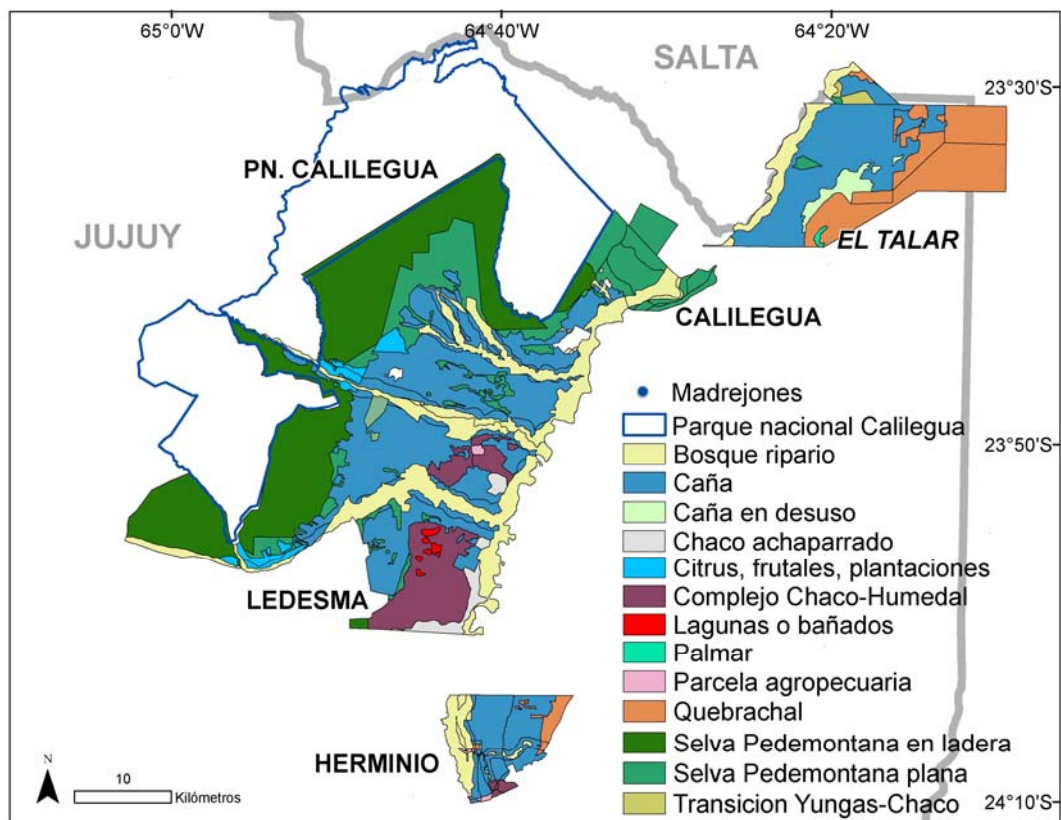 65°0'W
64°40'W
64°20'W
SALTA
23°30'S
PN. CALILEGUA
JUJUY
EL TALAR
CALILEGUA
Madrejones
Parque nacional Calilegua
Bosque ripario
23°50'S
Caña
Caña en desuso
Chaco achaparrado
Citrus, frutales, plantaciones
LEDESMA
Complejo Chaco-Humedal
Lagunas o bañados
Palmar
Parcela agropecuaria
Quebrachal
Selva Pedemontana en ladera
HERMINIO
Selva Pedemontana plana
Transicion Yungas-Chaco
24°10'S
N
10
Kilómetros